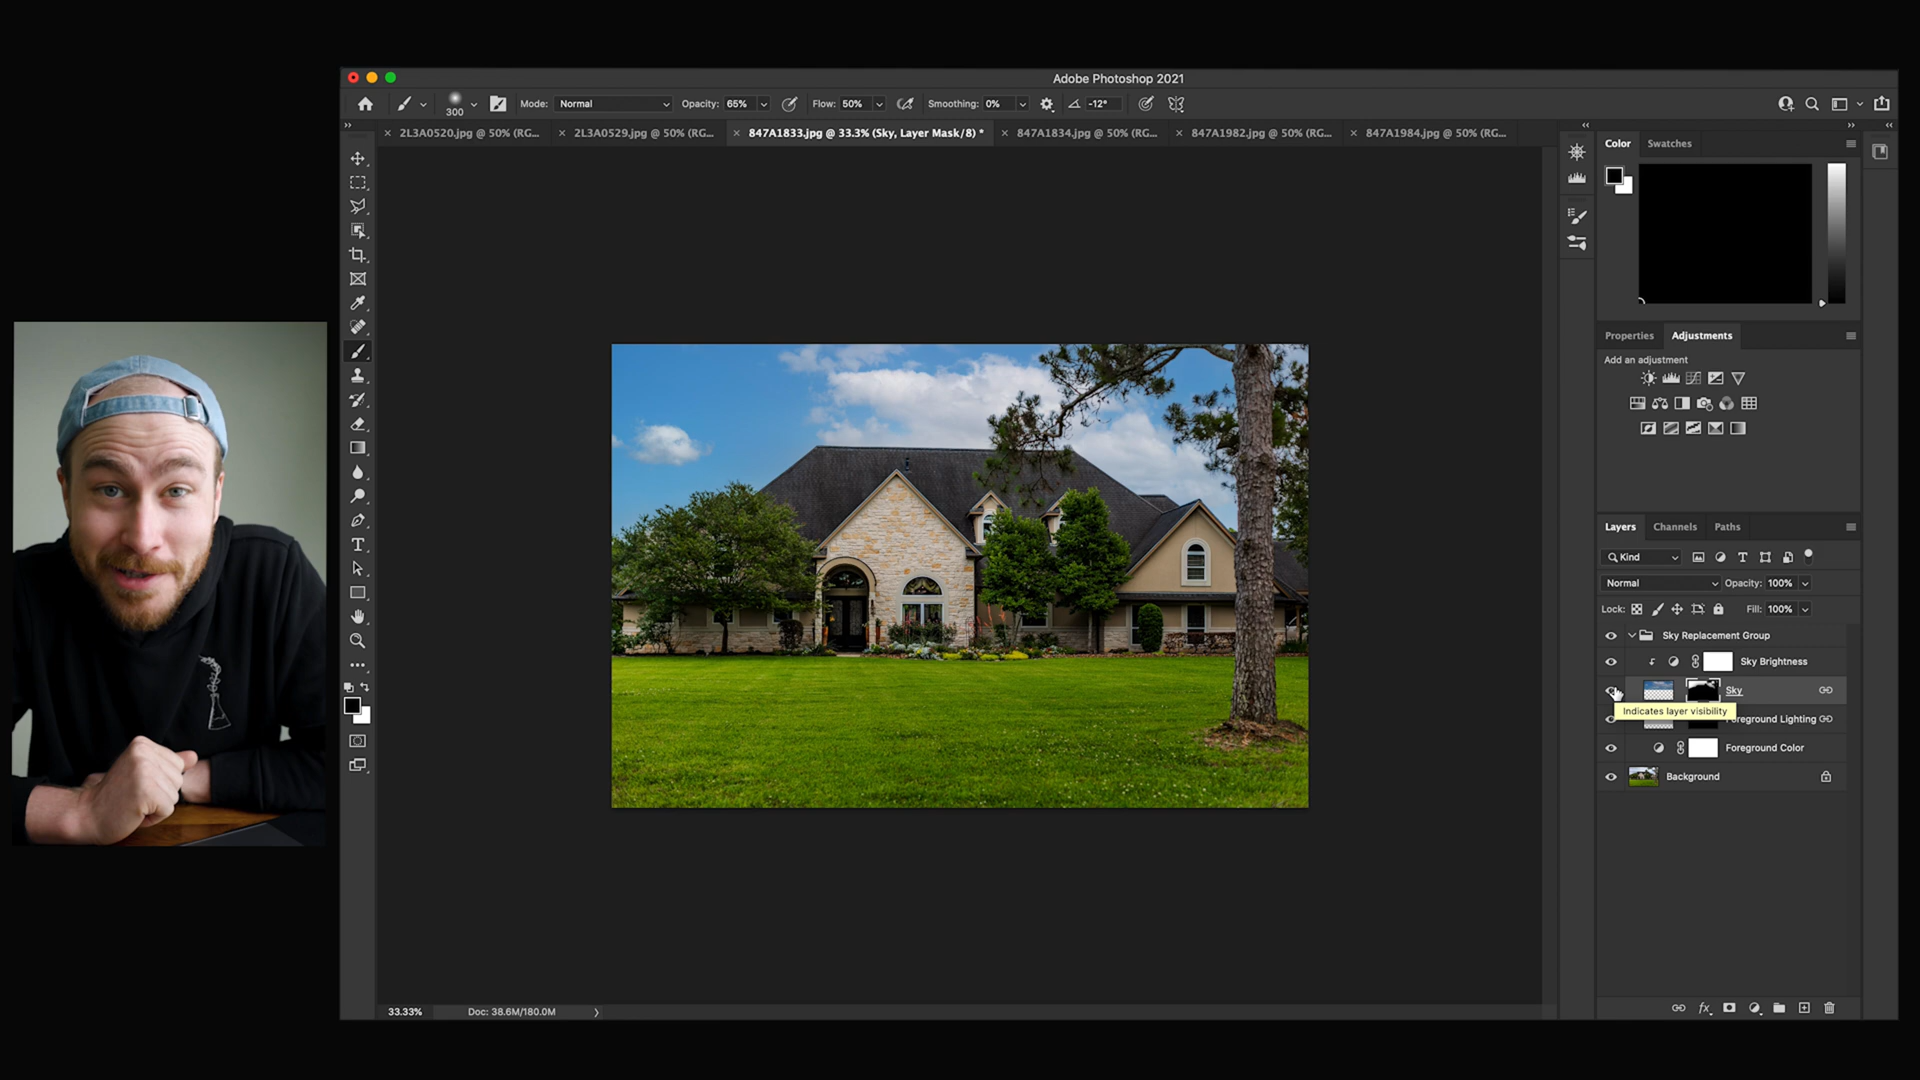 Adobe Photoshop 2021
300
Mode: Normal
Opacity: 65%
Flow: 50%
Smoothing: 0%
-12°
2L3A0520.jpg @ 50% (RG...
2L3A0529.jpg @ 50% (RG...
847A1833.jpg @ 33.3% (Sky, Layer Mask/8) *
847A1834.jpg @ 50% (RG...
847A1982.jpg @ 50% (RG...
847A1984.jpg @ 50% (RG...
Color
Swatches
Properties
Adjustments
Add an adjustment
Layers
Channels
Paths
Kind
Normal
Opacity: 100%
Lock:
Fill: 100%
Sky Replacement Group
Sky Brightness
Sky
Indicates layer visibility
Foreground Lighting
Foreground Color
Background
fx
33.33%
Doc: 38.6M/180.0M